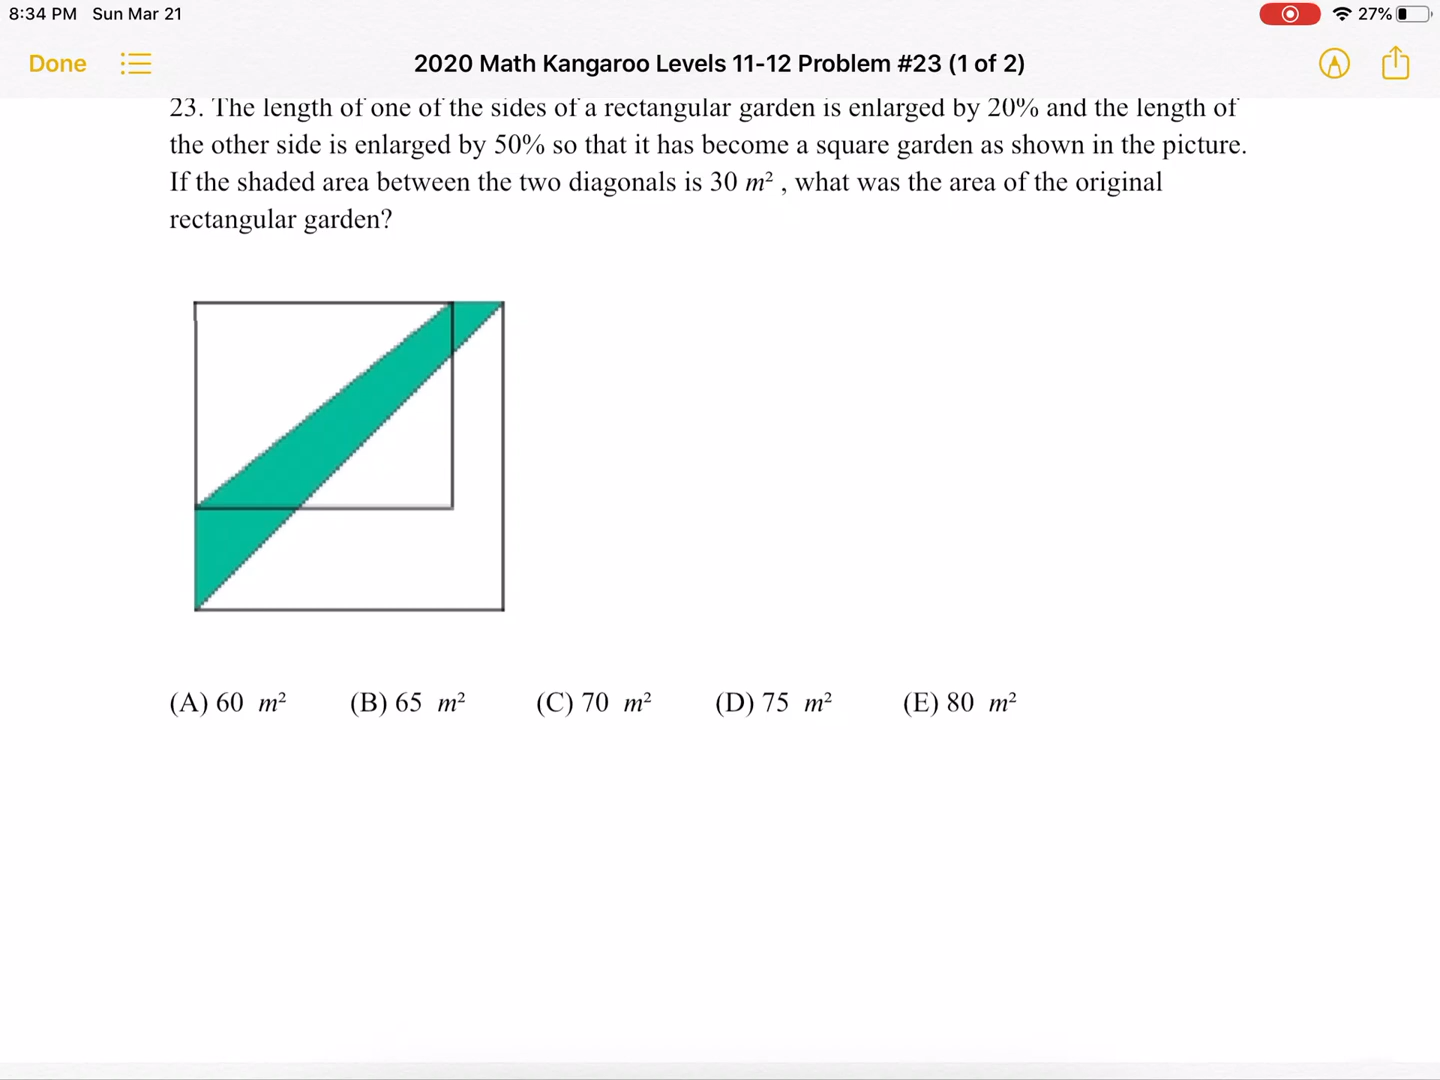 8:34 PM Sun Mar 21
27%
Done
2020 Math Kangaroo Levels 11-12 Problem #23 (1 of 2)
23. The length of one of the sides of a rectangular garden is enlarged by 20% and the length of
the other side is enlarged by 50% so that it has become a square garden as shown in the picture.
If the shaded area between the two diagonals is 30 m² , what was the area of the original
rectangular garden?
(A) 60 m² (B) 65 m² (C) 70 m² (D) 75 m² (E) 80 m²